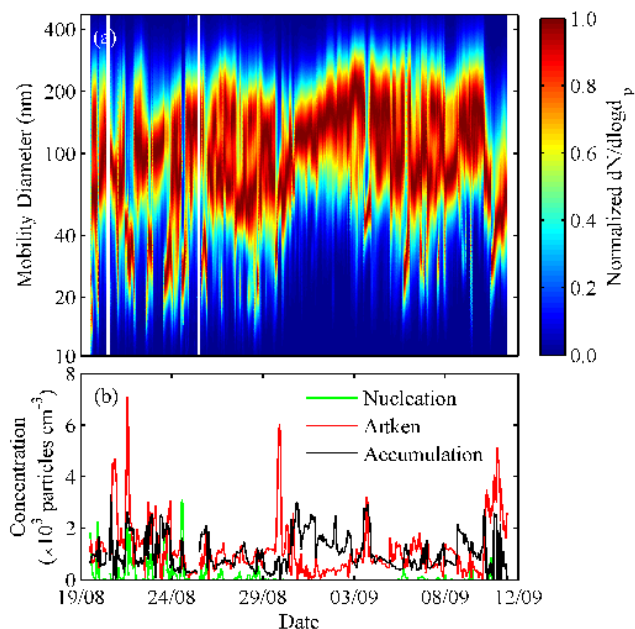 (a)
400
200
100
40
20
10
Mobility Diameter (nm)
1.0
0.8
0.6
0.4
0.2
0.0
Normalized dN/dlogd p
(b)
8
6
4
2
0
Concentration
(×10³ particles cm⁻³)
Nucleation
Aitken
Accumulation
19/08 24/08 29/08 03/09 08/09 12/09
Date